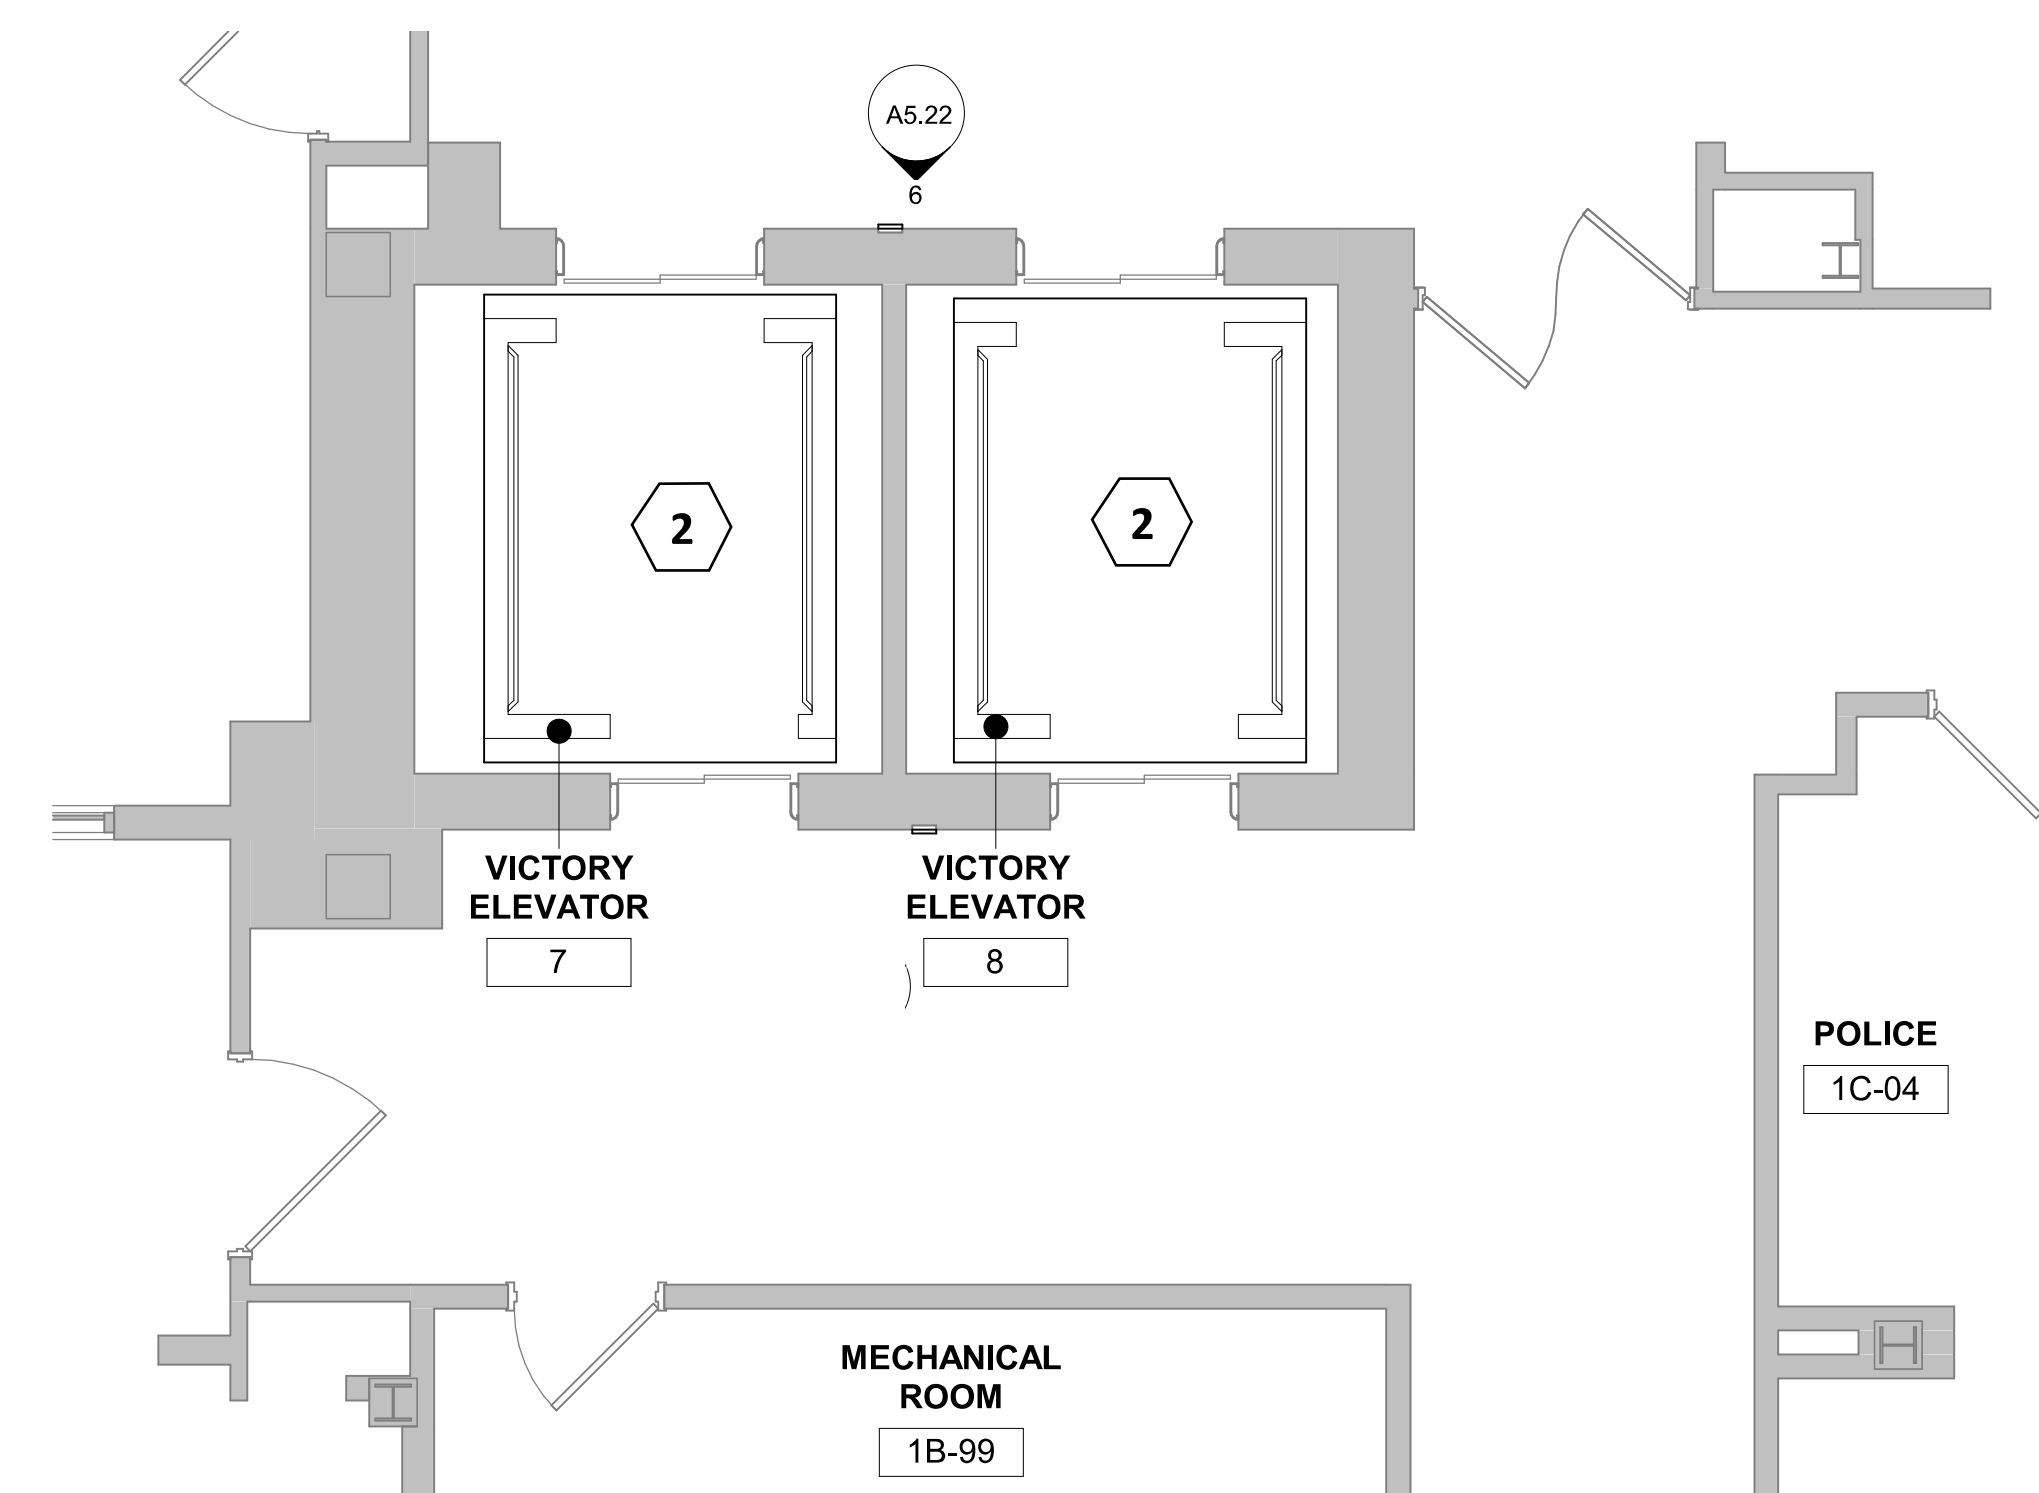 A5.22
6
2
2
VICTORY
ELEVATOR
7
VICTORY
ELEVATOR
8
POLICE
1C-04
MECHANICAL
ROOM
1B-99